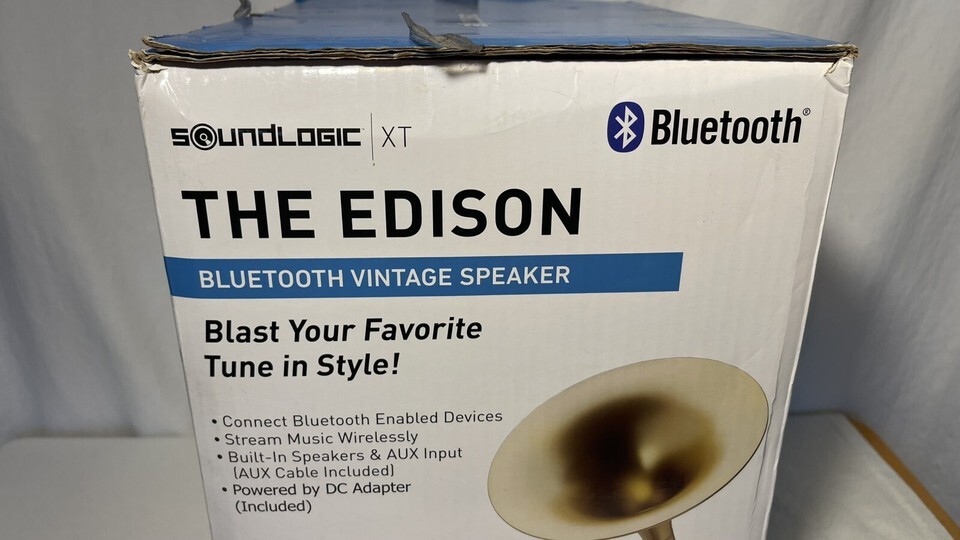 SOUNDLOGIC | XT
Bluetooth®
THE EDISON
BLUETOOTH VINTAGE SPEAKER
Blast Your Favorite
Tune in Style!
• Connect Bluetooth Enabled Devices
• Stream Music Wirelessly
• Built-In Speakers & AUX Input
(AUX Cable Included)
• Powered by DC Adapter
(Included)